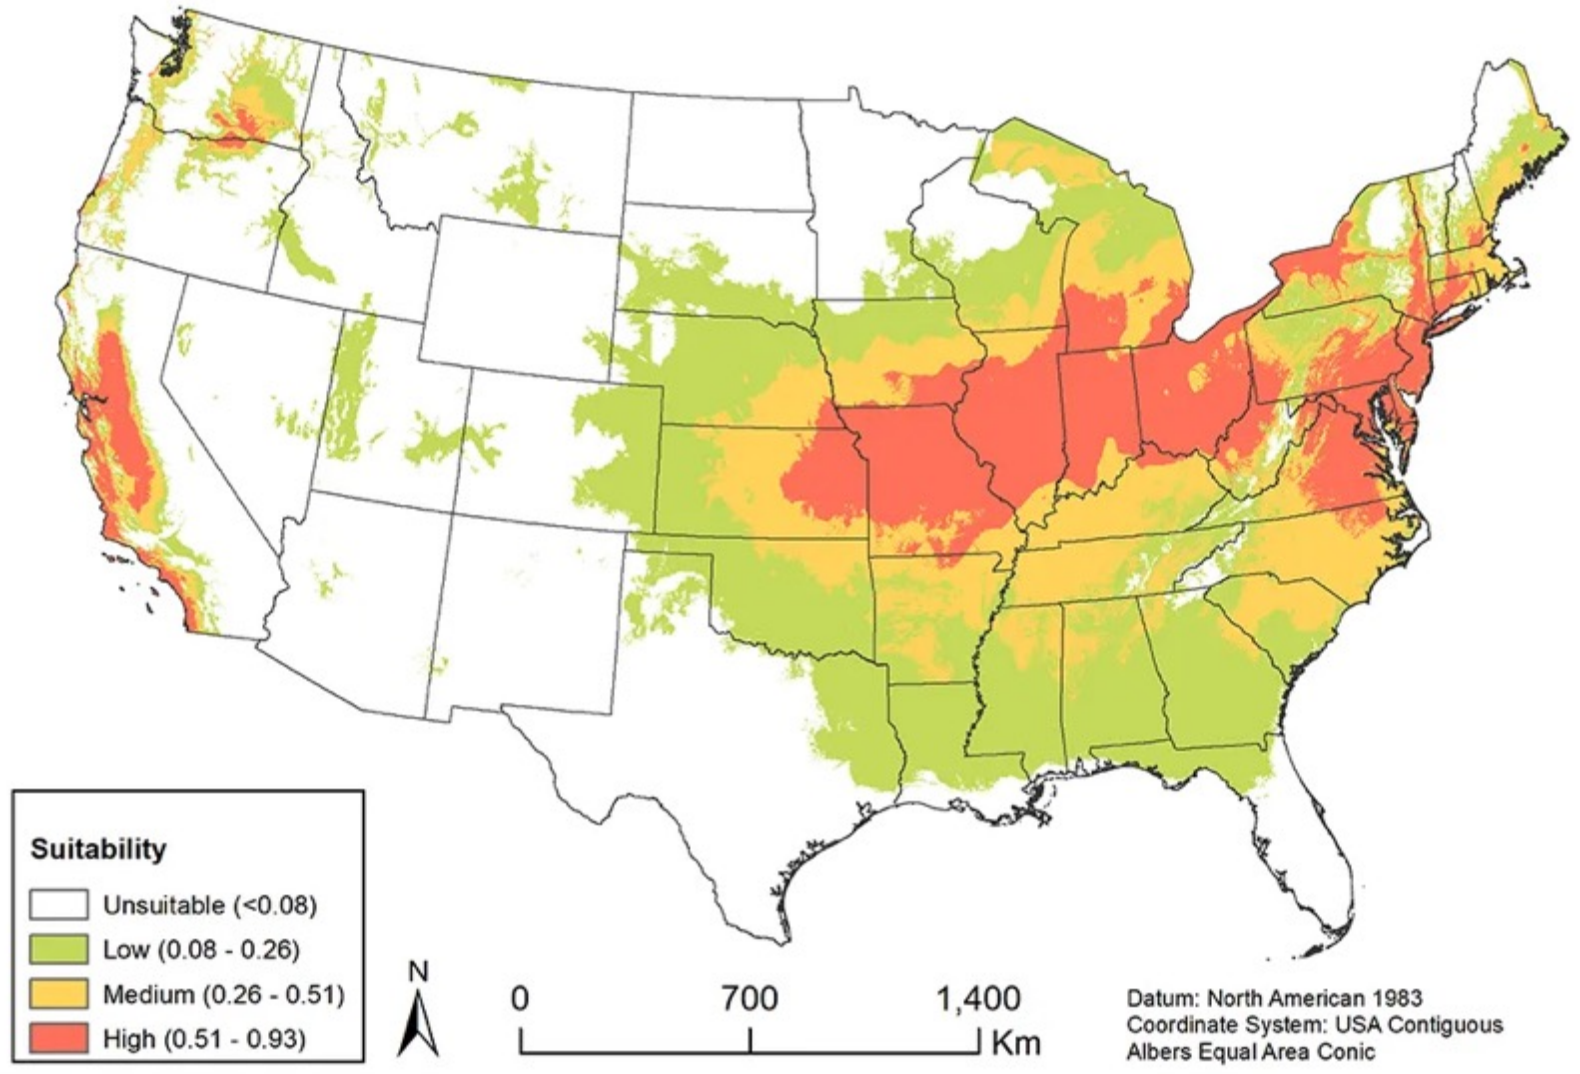 Suitability
Unsuitable (<0.08)
Low (0.08 - 0.26)
Medium (0.26 - 0.51)
High (0.51 - 0.93)
N
0 700 1,400
Km
Datum: North American 1983
Coordinate System: USA Contiguous
Albers Equal Area Conic